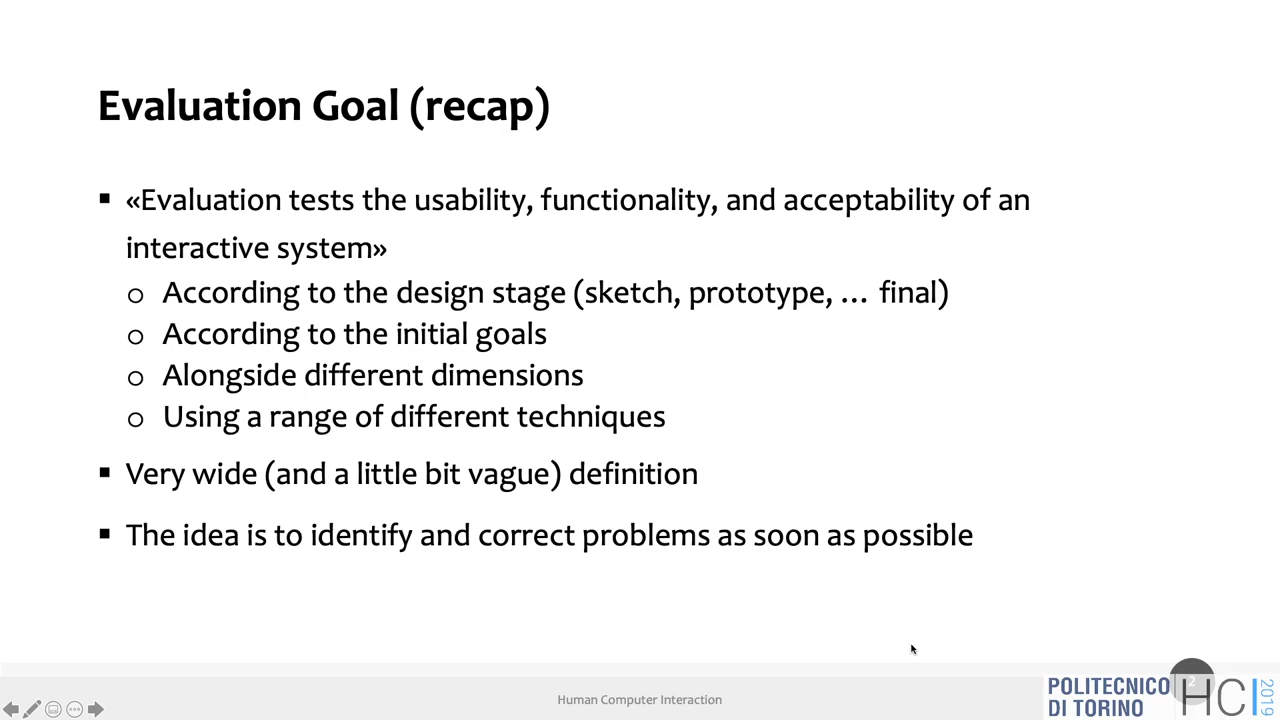 Evaluation Goal (recap)
▪ «Evaluation tests the usability, functionality, and acceptability of an
interactive system»
o According to the design stage (sketch, prototype, … final)
o According to the initial goals
o Alongside different dimensions
o Using a range of different techniques
▪ Very wide (and a little bit vague) definition
▪ The idea is to identify and correct problems as soon as possible
Human Computer Interaction
POLITECNICO
DI TORINO
2
HCI
2019